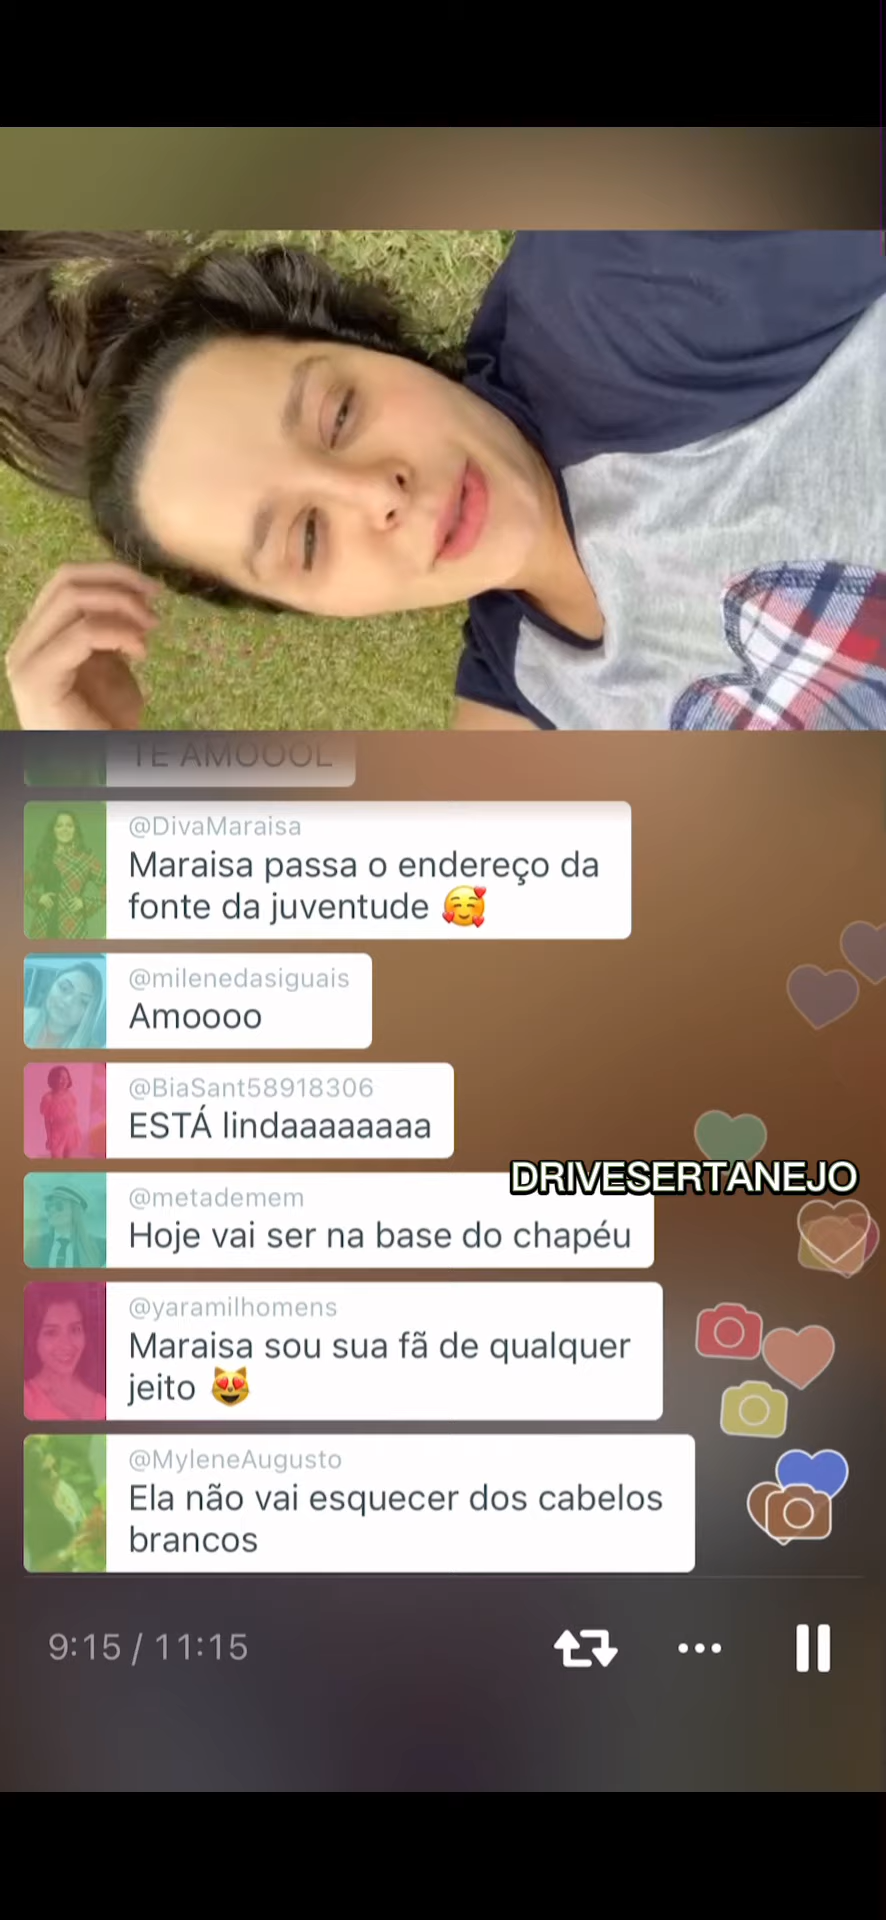 TE AMOOOL
@DivaMaraisa
Maraisa passa o endereço da
fonte da juventude 🥰
@milenedasiguais
Amoooo
@BiaSant58918306
ESTÁ lindaaaaaaaa
DRIVESERTANEJO
@metademem
Hoje vai ser na base do chapéu
@yaramilhomens
Maraisa sou sua fã de qualquer
jeito 😻
@MyleneAugusto
Ela não vai esquecer dos cabelos
brancos
9:15 / 11:15